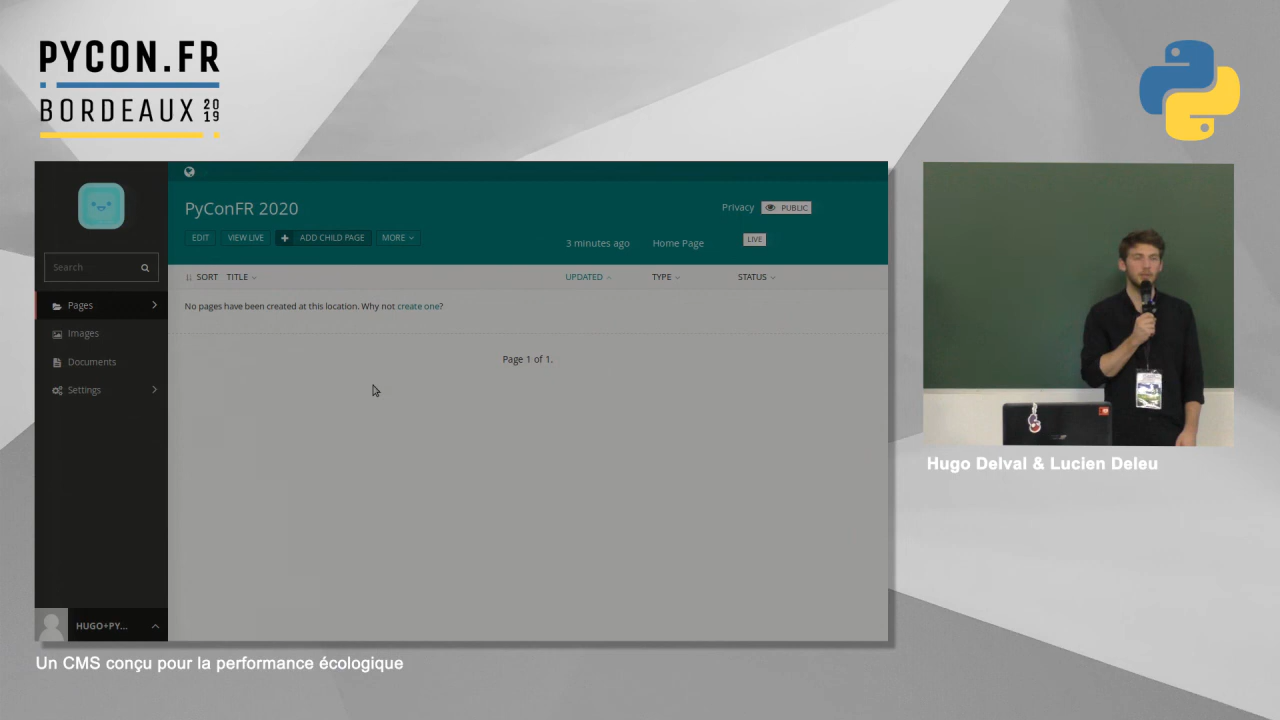 PYCON.FR
BORDEAUX 2019
PyConFR 2020
Privacy PUBLIC
EDIT VIEW LIVE ADD CHILD PAGE MORE
3 minutes ago Home Page LIVE
Search
SORT TITLE UPDATED TYPE STATUS
Pages
No pages have been created at this location. Why not create one?
Images
Page 1 of 1.
Documents
Settings
HUGO+PY...
Hugo Delval & Lucien Deleu
Un CMS conçu pour la performance écologique